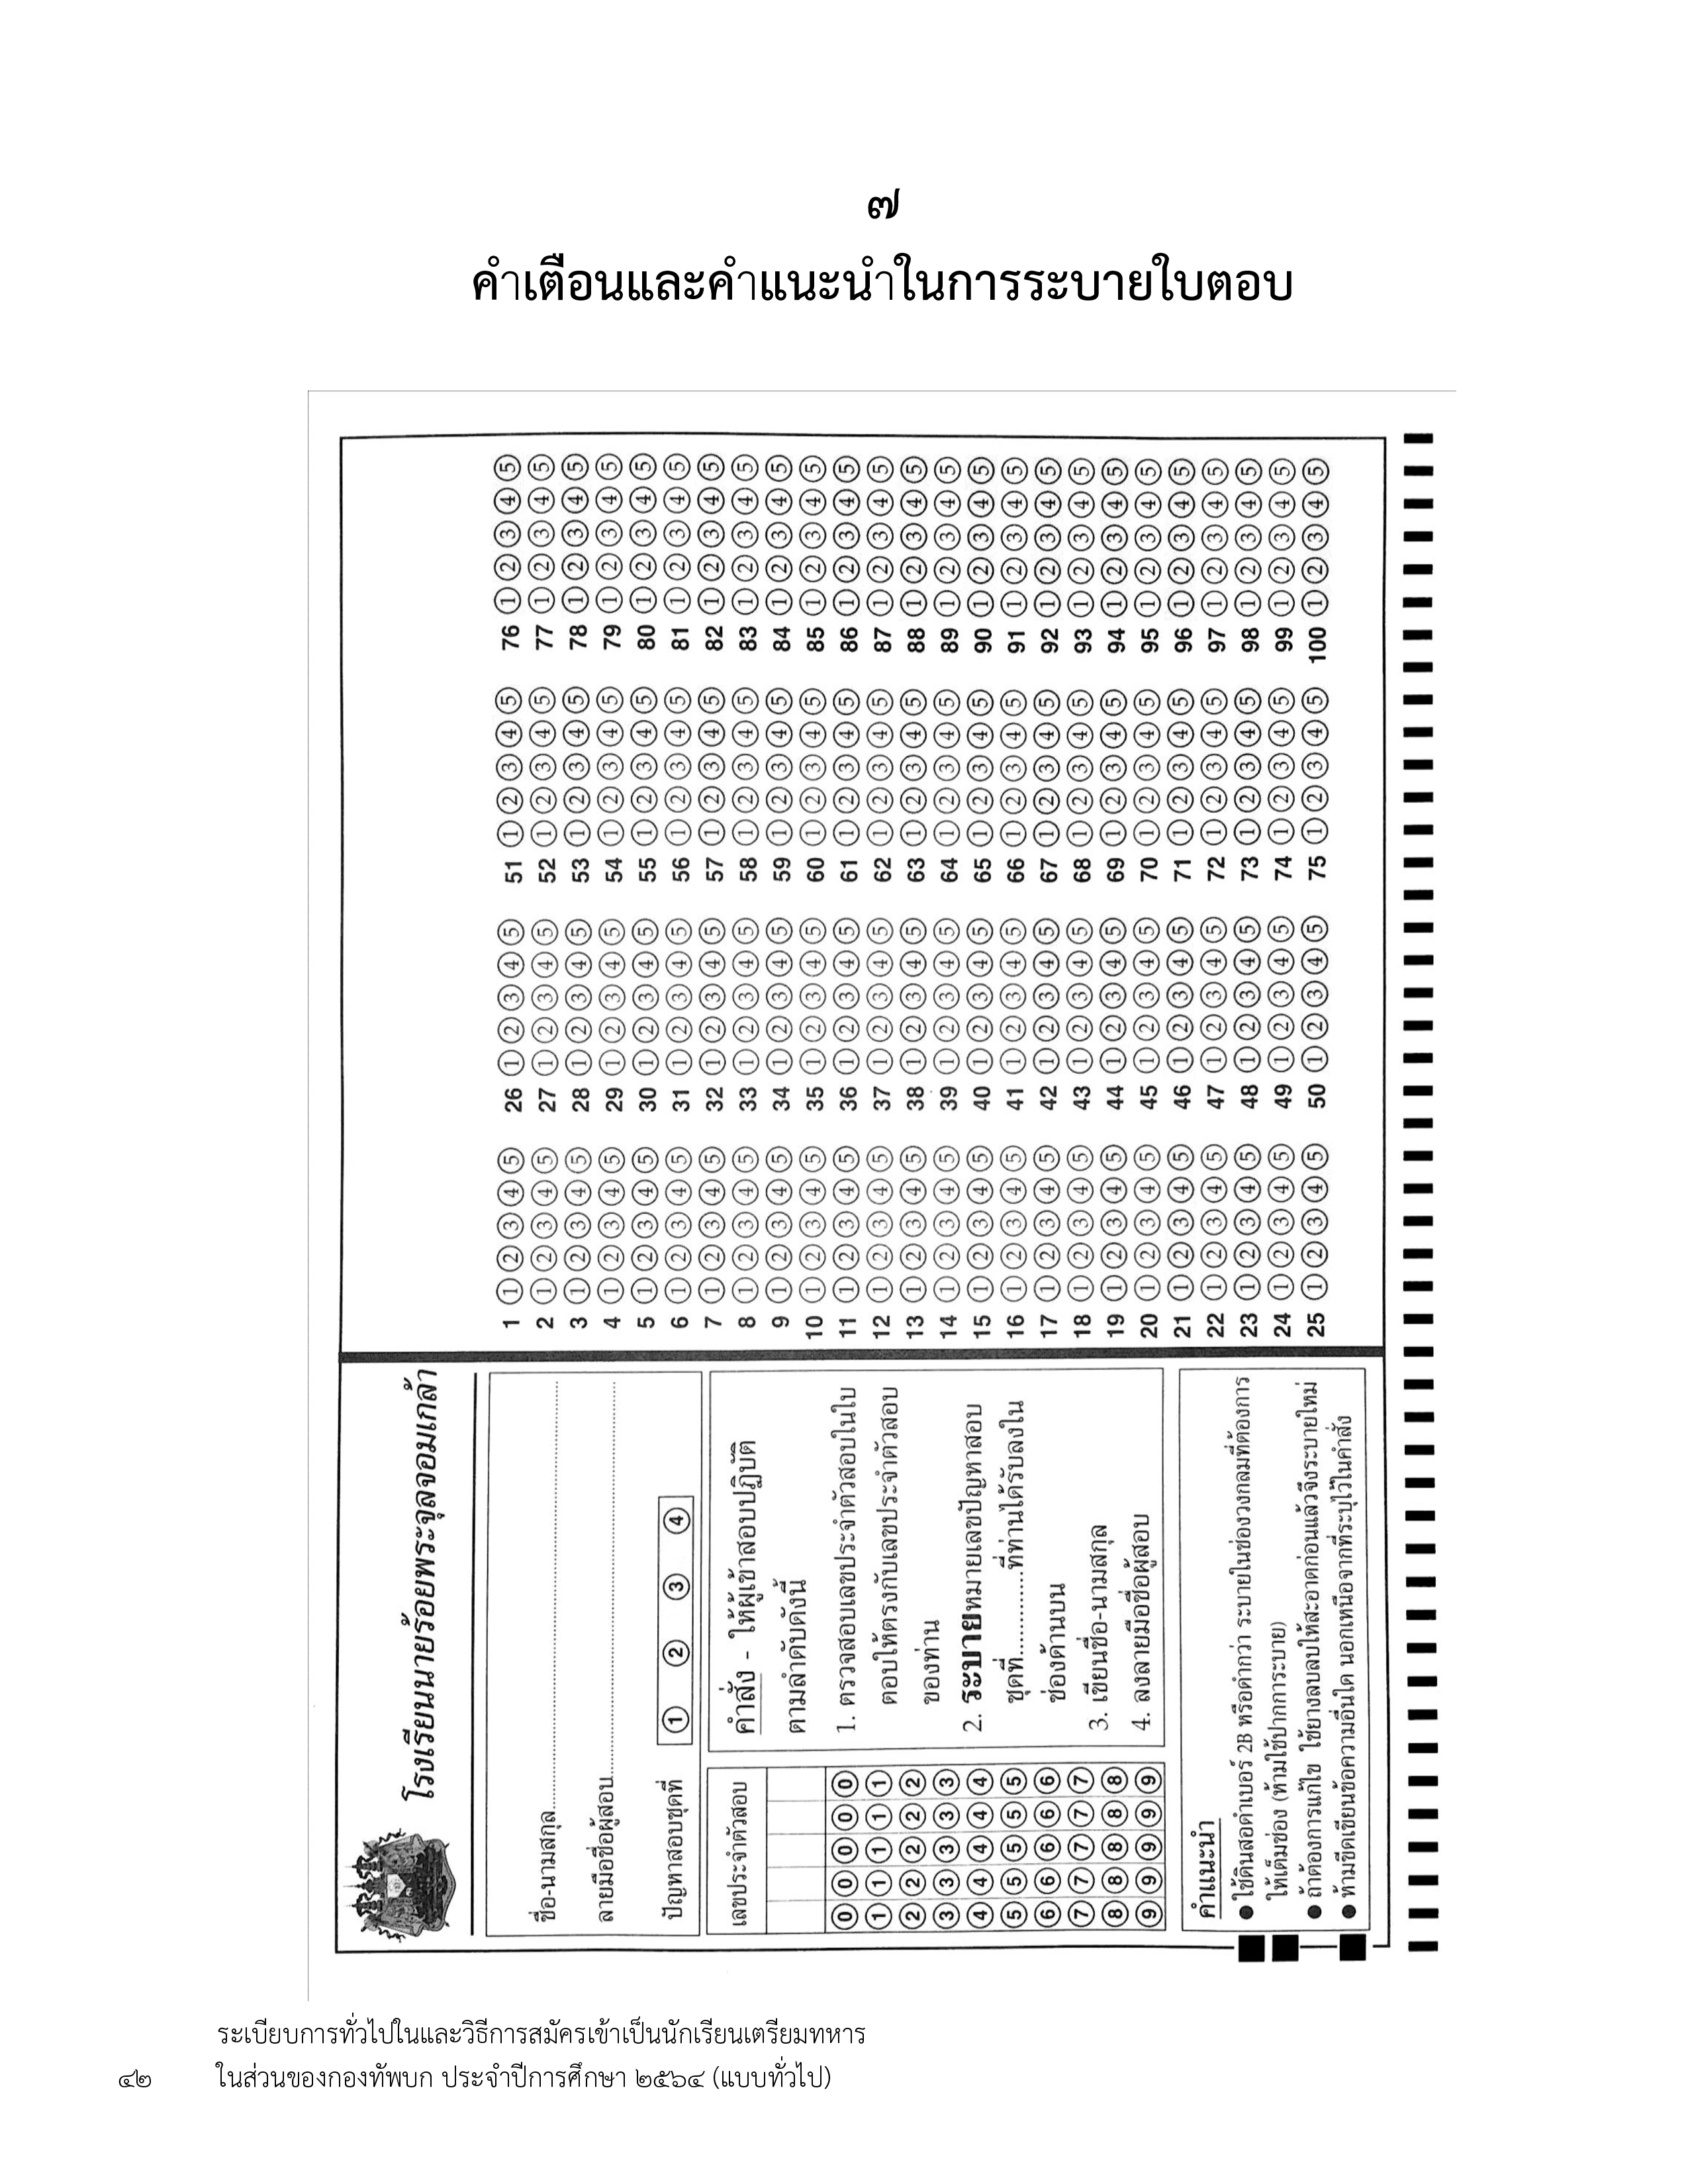 ๗
คำเตือนและคำแนะนำในการระบายใบตอบ
โรงเรียนนายร้อยพระจุลจอมเกล้า
ชื่อ-นามสกุล
ลายมือชื่อผู้สอบ
ปัญหาสอบชุดที่ ① ② ③ ④
เลขประจำตัวสอบ
⓪ ⓪ ⓪ ⓪ ⓪
① ① ① ① ①
② ② ② ② ②
③ ③ ③ ③ ③
④ ④ ④ ④ ④
⑤ ⑤ ⑤ ⑤ ⑤
⑥ ⑥ ⑥ ⑥ ⑥
⑦ ⑦ ⑦ ⑦ ⑦
⑧ ⑧ ⑧ ⑧ ⑧
⑨ ⑨ ⑨ ⑨ ⑨
คำสั่ง - ให้ผู้เข้าสอบปฏิบัติ
ตามลำดับดังนี้
1. ตรวจสอบเลขประจำตัวสอบในใบ
ตอบให้ตรงกับเลขประจำตัวสอบ
ของท่าน
2. ระบายหมายเลขปัญหาสอบ
ชุดที่............ที่ท่านได้รับลงใน
ช่องด้านบน
3. เขียนชื่อ-นามสกุล
4. ลงลายมือชื่อผู้สอบ
คำแนะนำ
● ใช้ดินสอดำเบอร์ 2B หรือดำกว่า ระบายในช่องวงกลมที่ต้องการ
ให้เต็มช่อง (ห้ามใช้ปากการะบาย)
● ถ้าต้องการแก้ไข ใช้ยางลบลบให้สะอาดก่อนแล้วจึงระบายใหม่
● ห้ามขีดเขียนข้อความอื่นใด นอกเหนือจากที่ระบุไว้ในคำสั่ง
1 ① ② ③ ④ ⑤ 26 ① ② ③ ④ ⑤ 51 ① ② ③ ④ ⑤ 76 ① ② ③ ④ ⑤
2 ① ② ③ ④ ⑤ 27 ① ② ③ ④ ⑤ 52 ① ② ③ ④ ⑤ 77 ① ② ③ ④ ⑤
3 ① ② ③ ④ ⑤ 28 ① ② ③ ④ ⑤ 53 ① ② ③ ④ ⑤ 78 ① ② ③ ④ ⑤
4 ① ② ③ ④ ⑤ 29 ① ② ③ ④ ⑤ 54 ① ② ③ ④ ⑤ 79 ① ② ③ ④ ⑤
5 ① ② ③ ④ ⑤ 30 ① ② ③ ④ ⑤ 55 ① ② ③ ④ ⑤ 80 ① ② ③ ④ ⑤
6 ① ② ③ ④ ⑤ 31 ① ② ③ ④ ⑤ 56 ① ② ③ ④ ⑤ 81 ① ② ③ ④ ⑤
7 ① ② ③ ④ ⑤ 32 ① ② ③ ④ ⑤ 57 ① ② ③ ④ ⑤ 82 ① ② ③ ④ ⑤
8 ① ② ③ ④ ⑤ 33 ① ② ③ ④ ⑤ 58 ① ② ③ ④ ⑤ 83 ① ② ③ ④ ⑤
9 ① ② ③ ④ ⑤ 34 ① ② ③ ④ ⑤ 59 ① ② ③ ④ ⑤ 84 ① ② ③ ④ ⑤
10 ① ② ③ ④ ⑤ 35 ① ② ③ ④ ⑤ 60 ① ② ③ ④ ⑤ 85 ① ② ③ ④ ⑤
11 ① ② ③ ④ ⑤ 36 ① ② ③ ④ ⑤ 61 ① ② ③ ④ ⑤ 86 ① ② ③ ④ ⑤
12 ① ② ③ ④ ⑤ 37 ① ② ③ ④ ⑤ 62 ① ② ③ ④ ⑤ 87 ① ② ③ ④ ⑤
13 ① ② ③ ④ ⑤ 38 ① ② ③ ④ ⑤ 63 ① ② ③ ④ ⑤ 88 ① ② ③ ④ ⑤
14 ① ② ③ ④ ⑤ 39 ① ② ③ ④ ⑤ 64 ① ② ③ ④ ⑤ 89 ① ② ③ ④ ⑤
15 ① ② ③ ④ ⑤ 40 ① ② ③ ④ ⑤ 65 ① ② ③ ④ ⑤ 90 ① ② ③ ④ ⑤
16 ① ② ③ ④ ⑤ 41 ① ② ③ ④ ⑤ 66 ① ② ③ ④ ⑤ 91 ① ② ③ ④ ⑤
17 ① ② ③ ④ ⑤ 42 ① ② ③ ④ ⑤ 67 ① ② ③ ④ ⑤ 92 ① ② ③ ④ ⑤
18 ① ② ③ ④ ⑤ 43 ① ② ③ ④ ⑤ 68 ① ② ③ ④ ⑤ 93 ① ② ③ ④ ⑤
19 ① ② ③ ④ ⑤ 44 ① ② ③ ④ ⑤ 69 ① ② ③ ④ ⑤ 94 ① ② ③ ④ ⑤
20 ① ② ③ ④ ⑤ 45 ① ② ③ ④ ⑤ 70 ① ② ③ ④ ⑤ 95 ① ② ③ ④ ⑤
21 ① ② ③ ④ ⑤ 46 ① ② ③ ④ ⑤ 71 ① ② ③ ④ ⑤ 96 ① ② ③ ④ ⑤
22 ① ② ③ ④ ⑤ 47 ① ② ③ ④ ⑤ 72 ① ② ③ ④ ⑤ 97 ① ② ③ ④ ⑤
23 ① ② ③ ④ ⑤ 48 ① ② ③ ④ ⑤ 73 ① ② ③ ④ ⑤ 98 ① ② ③ ④ ⑤
24 ① ② ③ ④ ⑤ 49 ① ② ③ ④ ⑤ 74 ① ② ③ ④ ⑤ 99 ① ② ③ ④ ⑤
25 ① ② ③ ④ ⑤ 50 ① ② ③ ④ ⑤ 75 ① ② ③ ④ ⑤ 100 ① ② ③ ④ ⑤
ระเบียบการทั่วไปในและวิธีการสมัครเข้าเป็นนักเรียนเตรียมทหาร
๔๒ ในส่วนของกองทัพบก ประจำปีการศึกษา ๒๕๖๔ (แบบทั่วไป)